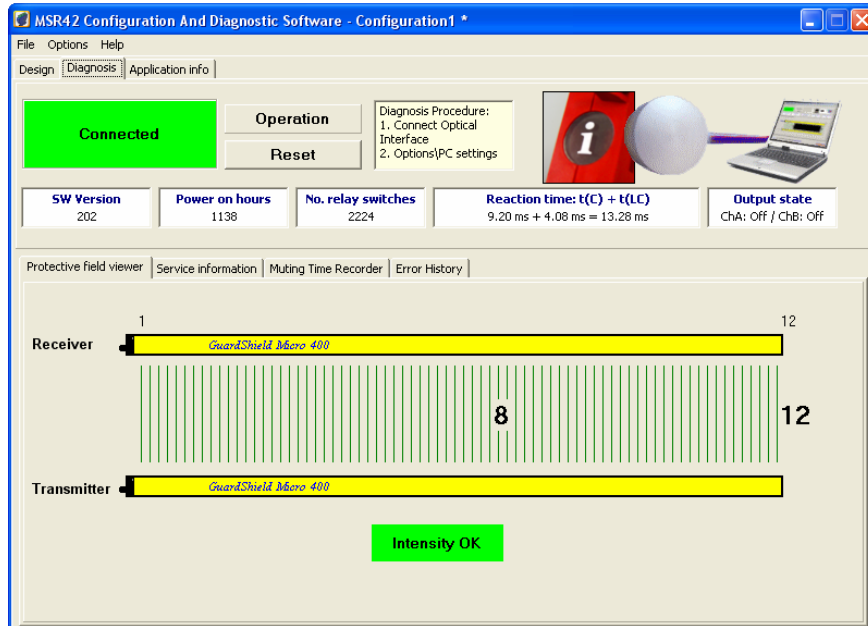 MSR42 Configuration And Diagnostic Software - Configuration1 *
File Options Help
Design Diagnosis Application info
Connected
Operation
Reset
Diagnosis Procedure:
1. Connect Optical
Interface
2. Options\PC settings
i
SW Version
202
Power on hours
1138
No. relay switches
2224
Reaction time: t(C) + t(LC)
9.20 ms + 4.08 ms = 13.28 ms
Output state
ChA: Off / ChB: Off
Protective field viewer Service information Muting Time Recorder Error History
1 12
Receiver
GuardShield Micro 400
8 12
Transmitter
GuardShield Micro 400
Intensity OK